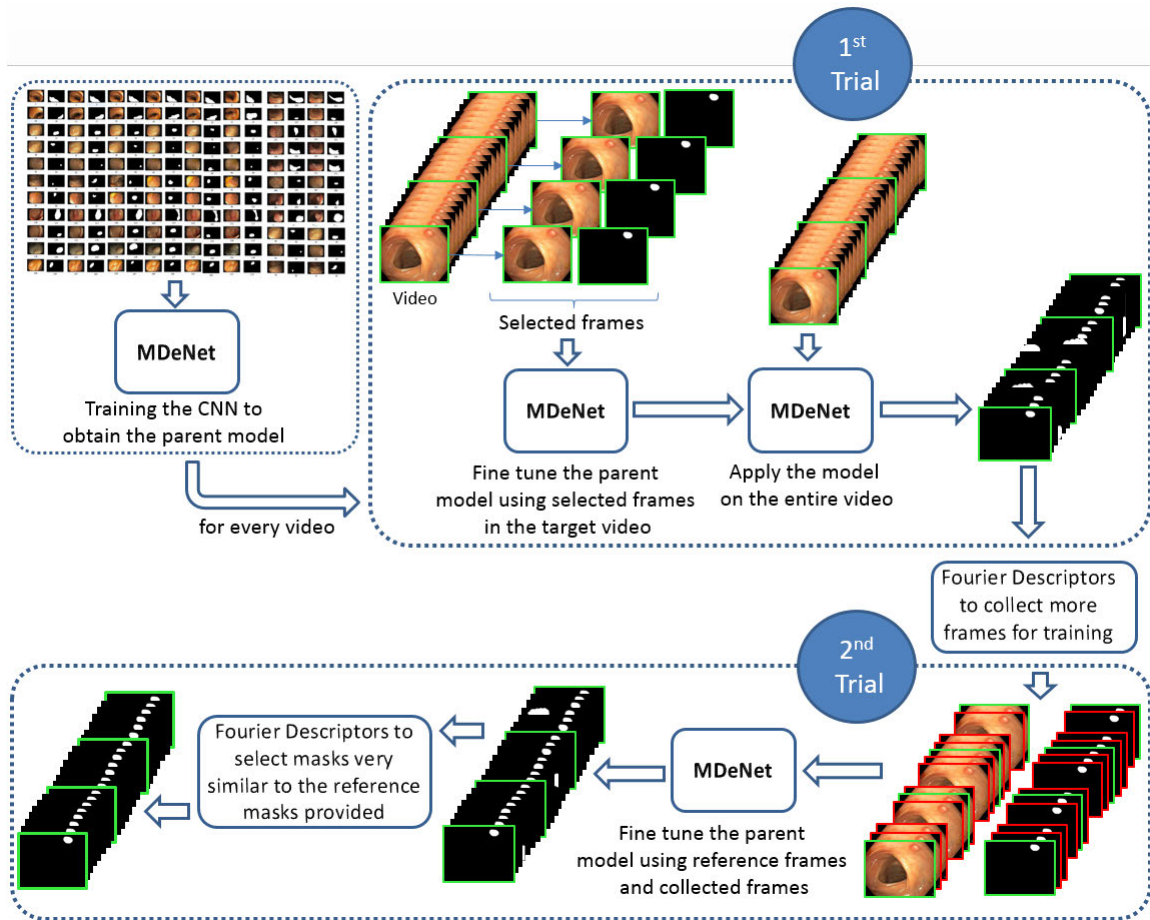 1st
Trial
MDeNet
Training the CNN to
obtain the parent model
for every video
Video
Selected frames
MDeNet
Fine tune the parent
model using selected frames
in the target video
MDeNet
Apply the model
on the entire video
Fourier Descriptors
to collect more
frames for training
2nd
Trial
MDeNet
Fine tune the parent
model using reference frames
and collected frames
Fourier Descriptors to
select masks very
similar to the reference
masks provided